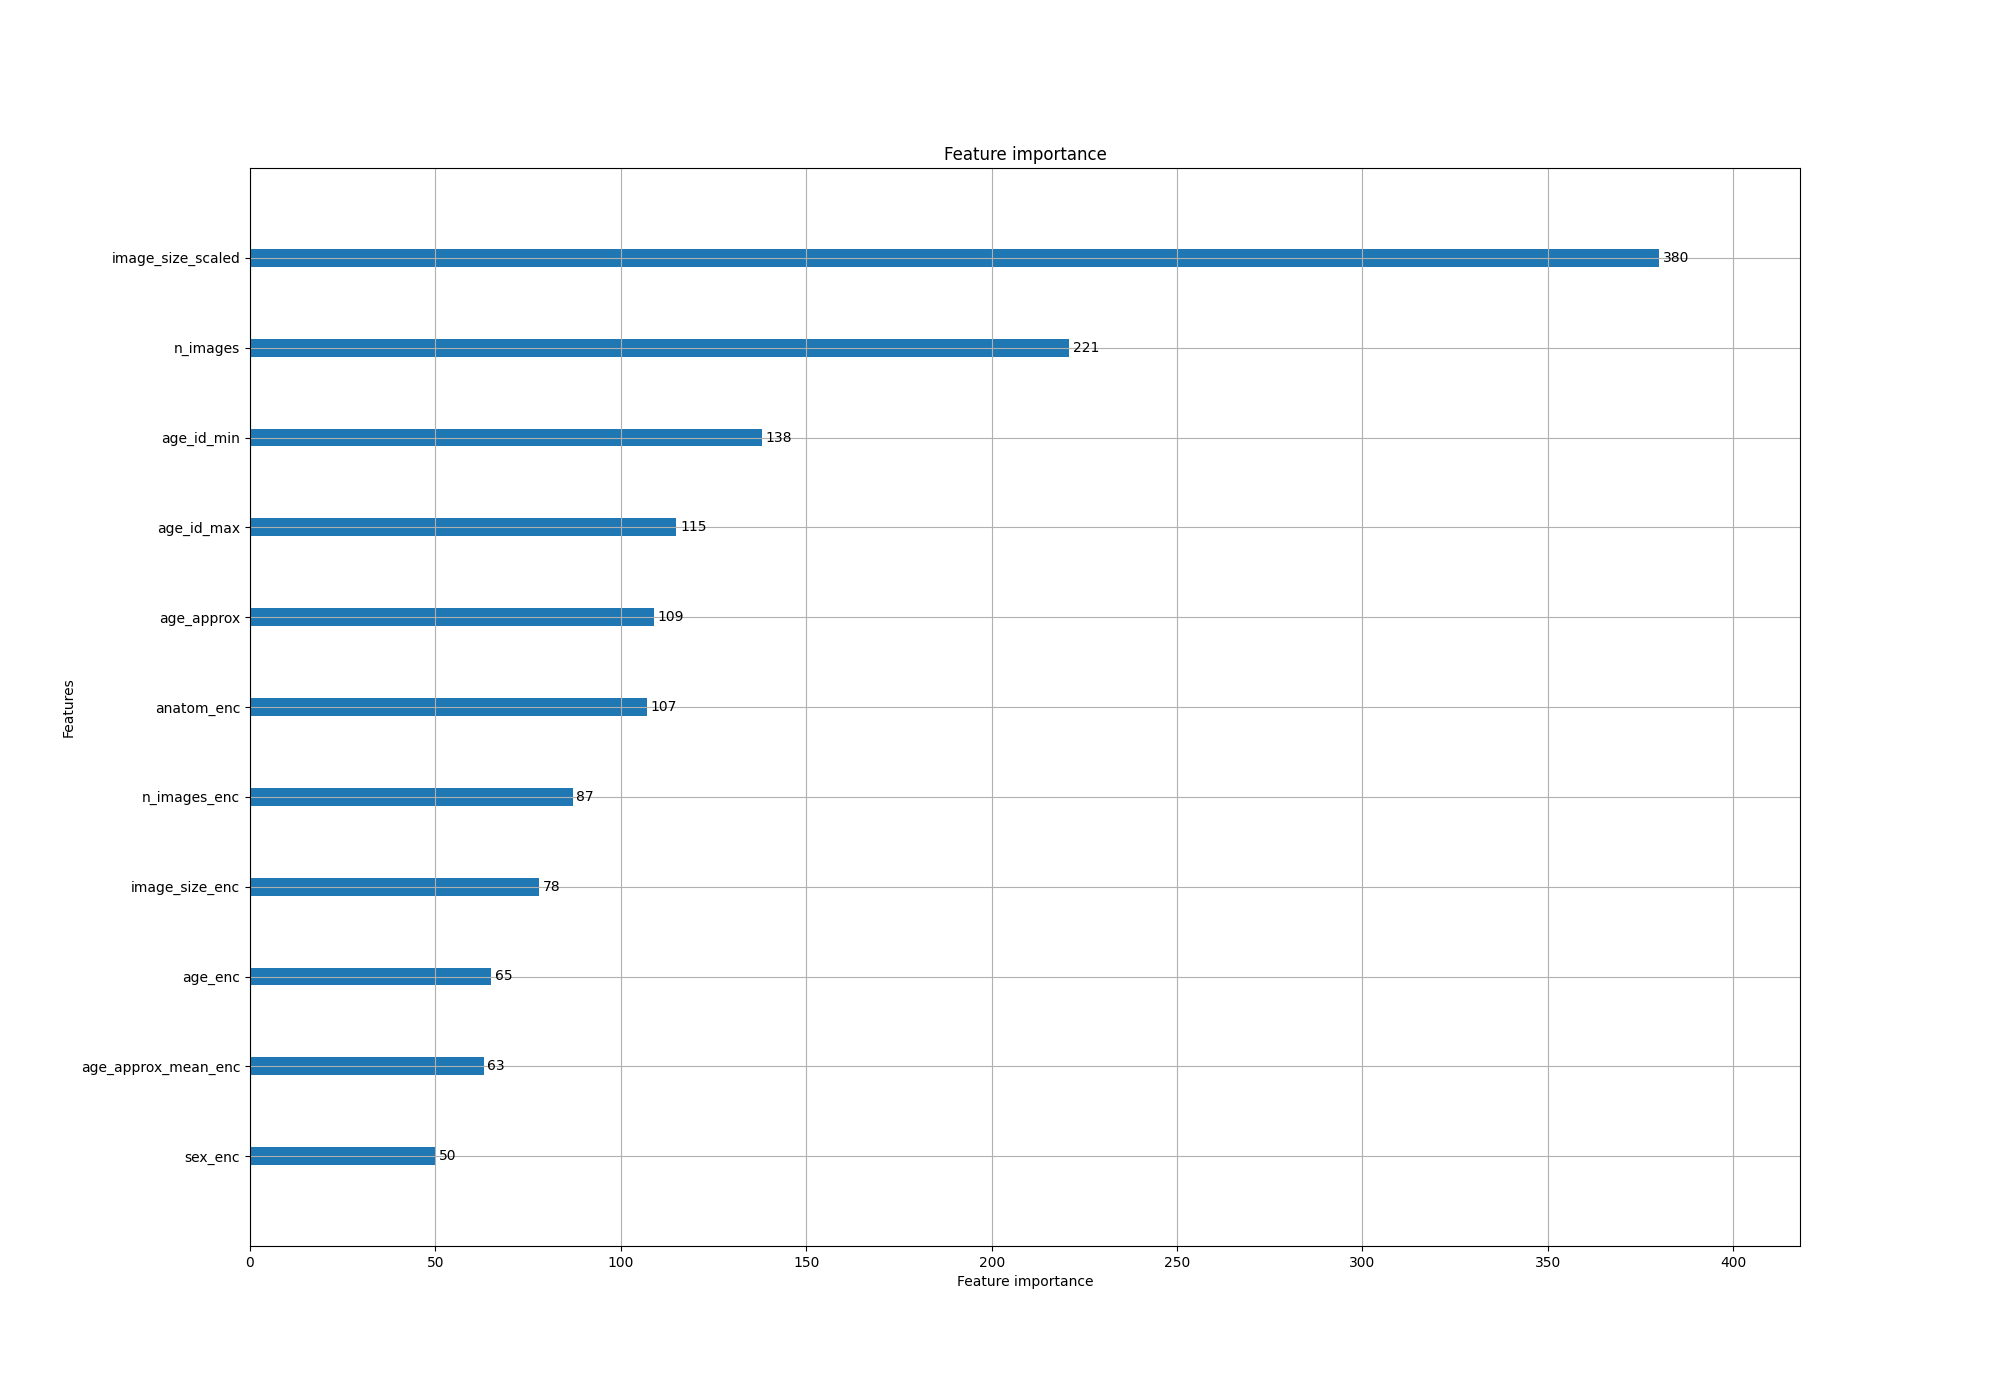 Feature importance
image_size_scaled 380
n_images 221
age_id_min 138
age_id_max 115
age_approx 109
anatom_enc 107
n_images_enc 87
image_size_enc 78
age_enc 65
age_approx_mean_enc 63
sex_enc 50
Features
0 50 100 150 200 250 300 350 400
Feature importance